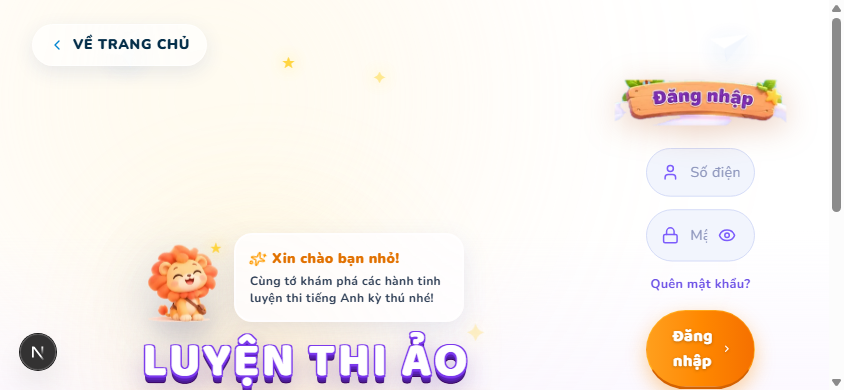 VỀ TRANG CHỦ
Đăng nhập
Số điện
Xin chào bạn nhỏ!
Cùng tớ khám phá các hành tinh
luyện thi tiếng Anh kỳ thú nhé!
Quên mật khẩu?
Đăng
nhập
N
LUYỆN THI ẢO